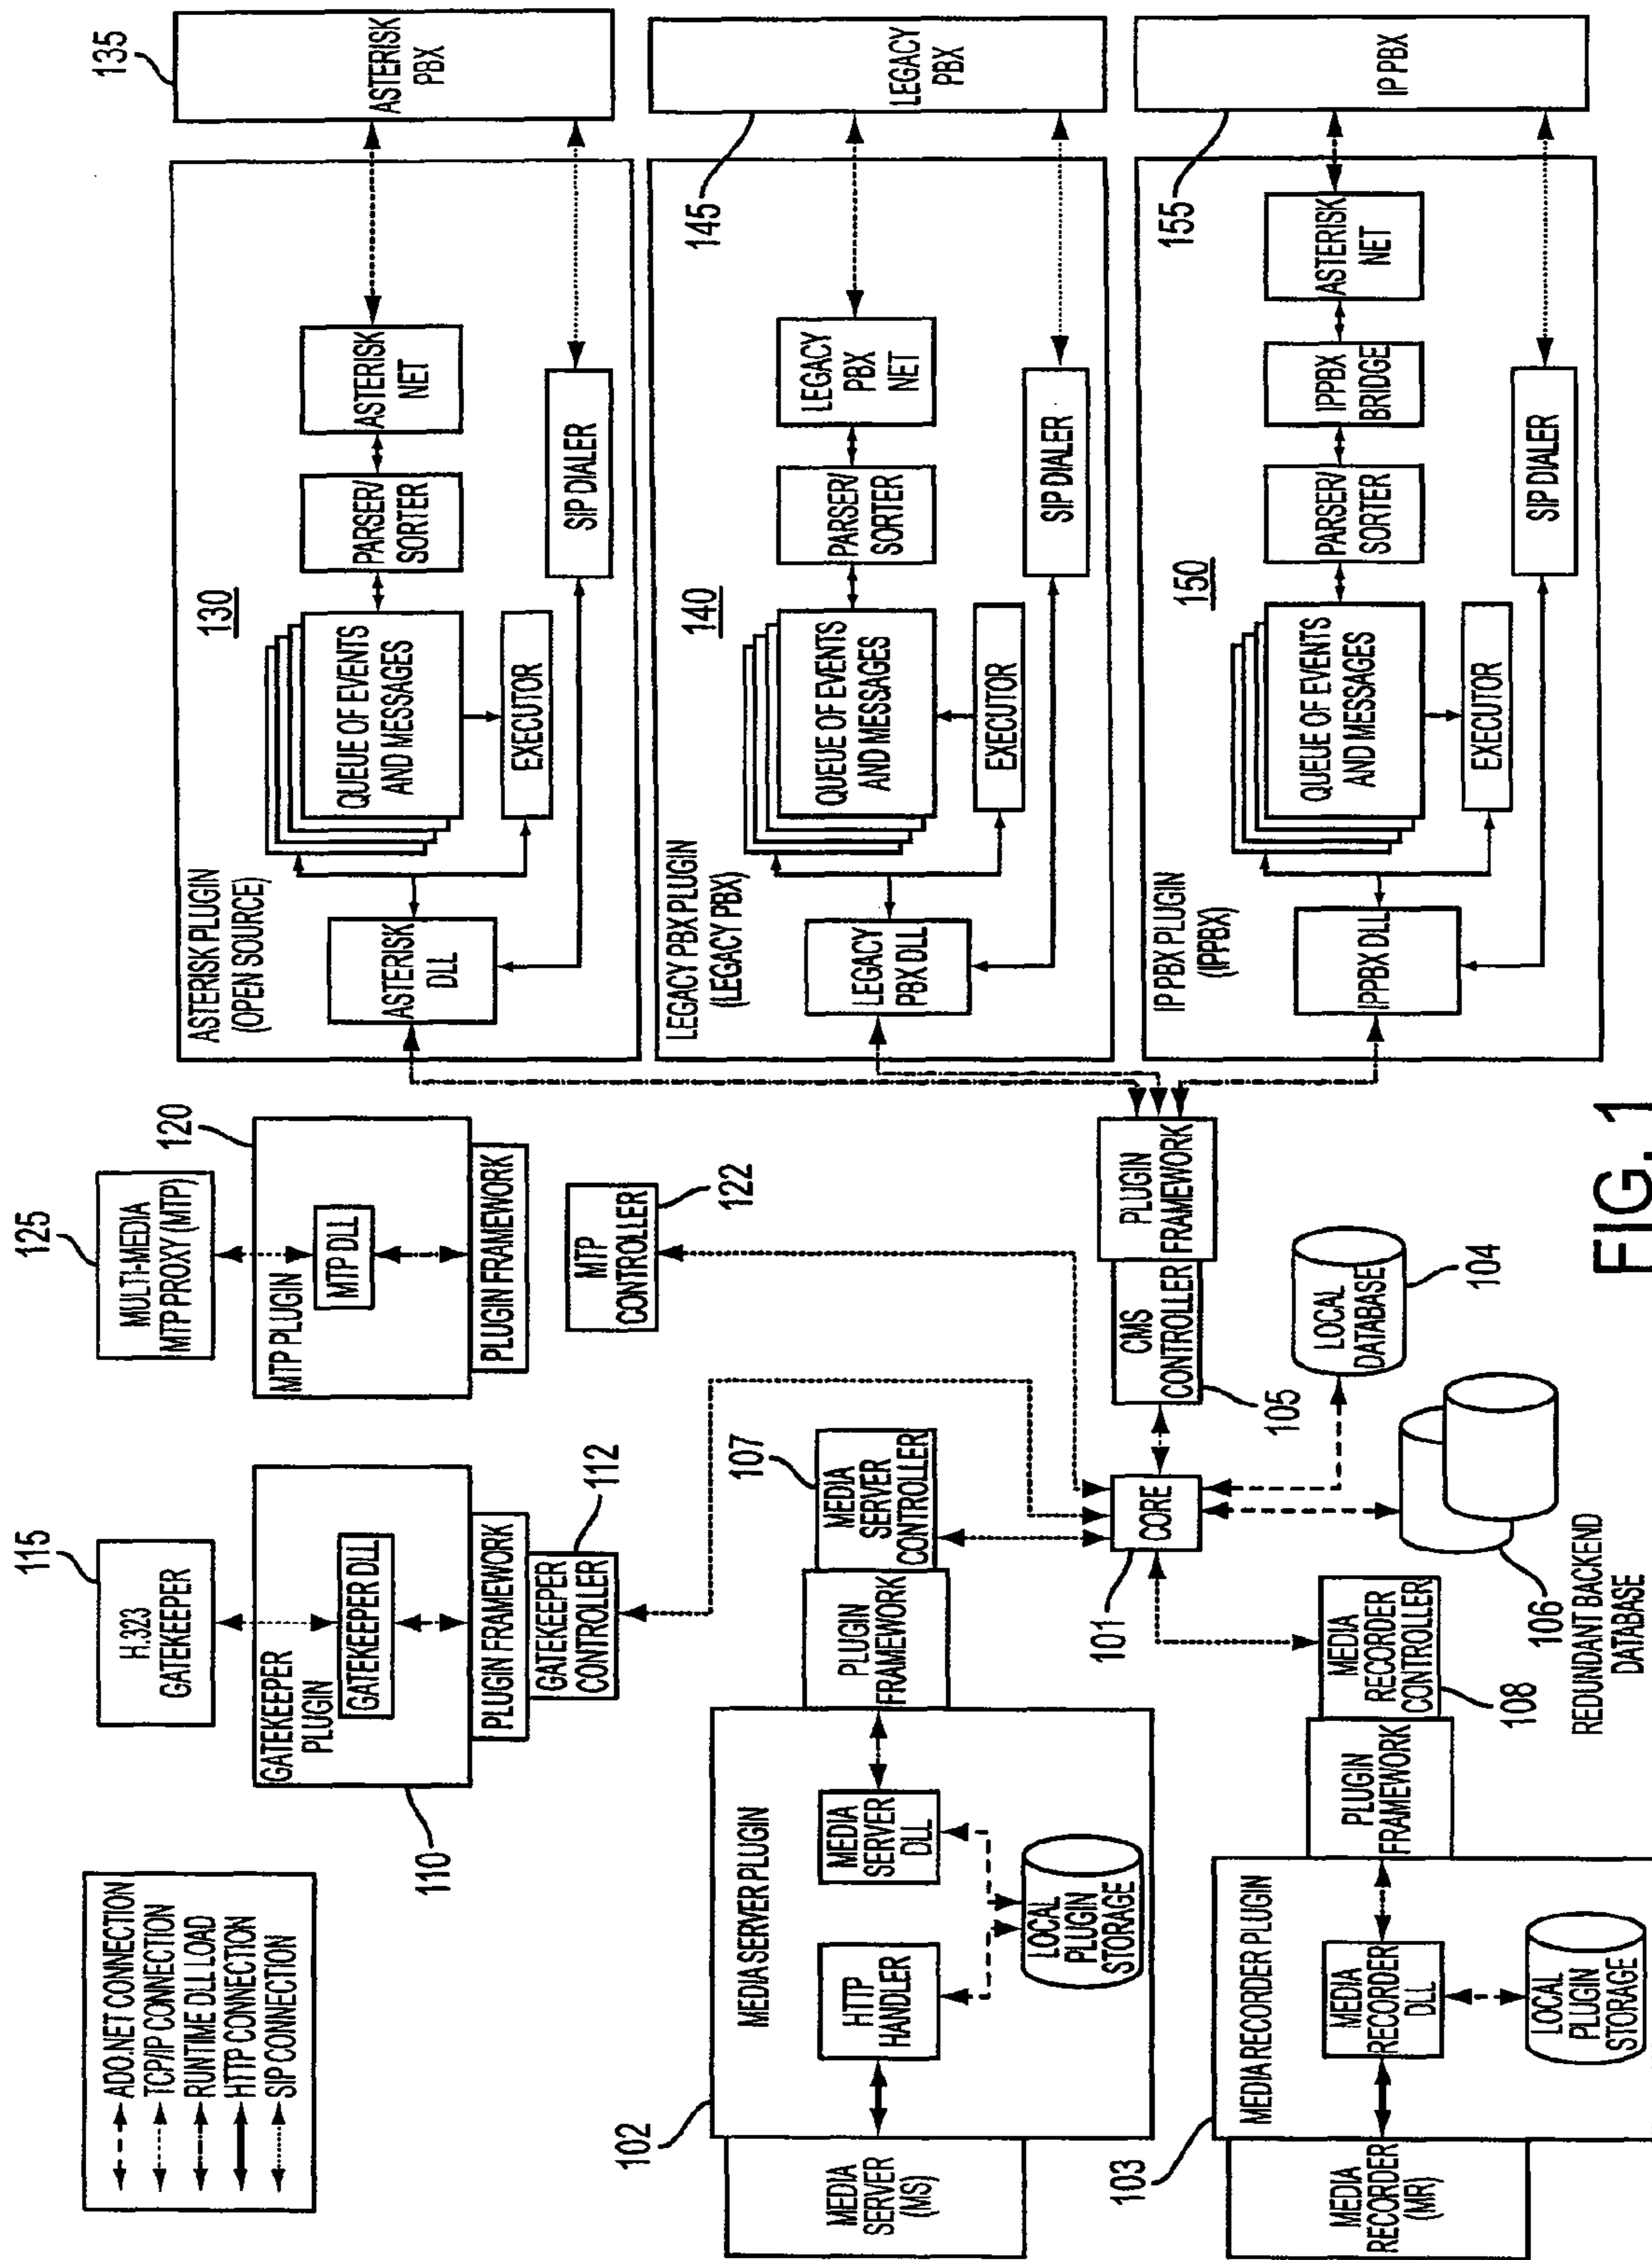 ADO.NET CONNECTION
TCP/IP CONNECTION
RUNTIME DLL LOAD
HTTP CONNECTION
SIP CONNECTION
115
H.323
GATEKEEPER
GATEKEEPER
PLUGIN
GATEKEEPER DLL
PLUGIN FRAMEWORK
GATEKEEPER
CONTROLLER
110
112
125
MULTI-MEDIA
MTP PROXY (MTP)
120
MTP PLUGIN
MTP DLL
PLUGIN FRAMEWORK
MTP
CONTROLLER
122
135
ASTERISK
PBX
ASTERISK PLUGIN
(OPEN SOURCE)
130
ASTERISK
DLL
QUEUE OF EVENTS
AND MESSAGES
PARSER/
SORTER
ASTERISK
NET
EXECUTOR
SIP DIALER
145
LEGACY
PBX
LEGACY PBX PLUGIN
(LEGACY PBX)
140
LEGACY
PBX DLL
QUEUE OF EVENTS
AND MESSAGES
PARSER/
SORTER
LEGACY
PBX
NET
EXECUTOR
SIP DIALER
155
IP PBX
IP PBX PLUGIN
(IPPBX)
150
IPPBX DLL
QUEUE OF EVENTS
AND MESSAGES
PARSER/
SORTER
IPPBX
BRIDGE
ASTERISK
NET
EXECUTOR
SIP DIALER
102
MEDIA
SERVER
(MS)
MEDIA SERVER PLUGIN
HTTP
HANDLER
MEDIA
SERVER
DLL
LOCAL
PLUGIN
STORAGE
PLUGIN
FRAMEWORK
MEDIA
SERVER
CONTROLLER
107
CORE
101
CMS
CONTROLLER
105
PLUGIN
FRAMEWORK
LOCAL
DATABASE
104
106
REDUNDANT BACKEND
DATABASE
103
MEDIA
RECORDER
(MR)
MEDIA RECORDER PLUGIN
MEDIA
RECORDER
DLL
LOCAL
PLUGIN
STORAGE
PLUGIN
FRAMEWORK
MEDIA
RECORDER
CONTROLLER
108
FIG. 1